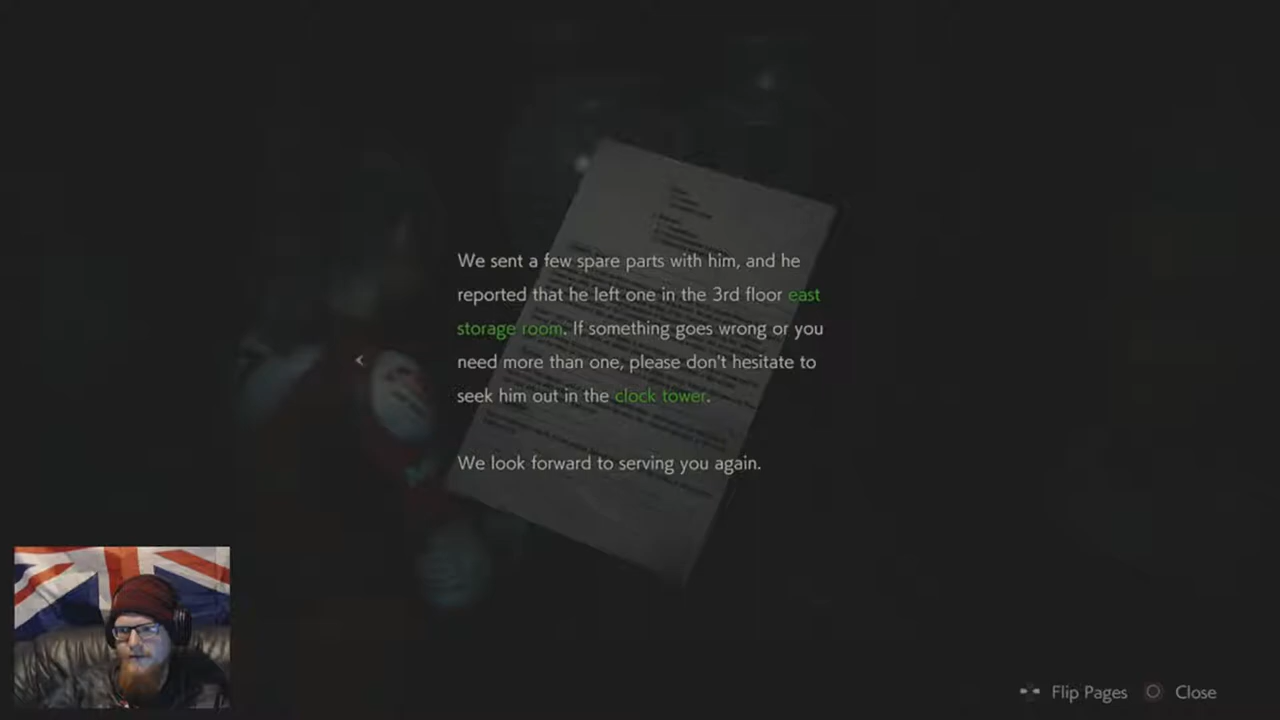 We sent a few spare parts with him, and he
reported that he left one in the 3rd floor east
storage room. If something goes wrong or you
need more than one, please don't hesitate to
seek him out in the clock tower.
We look forward to serving you again.
Flip Pages Close